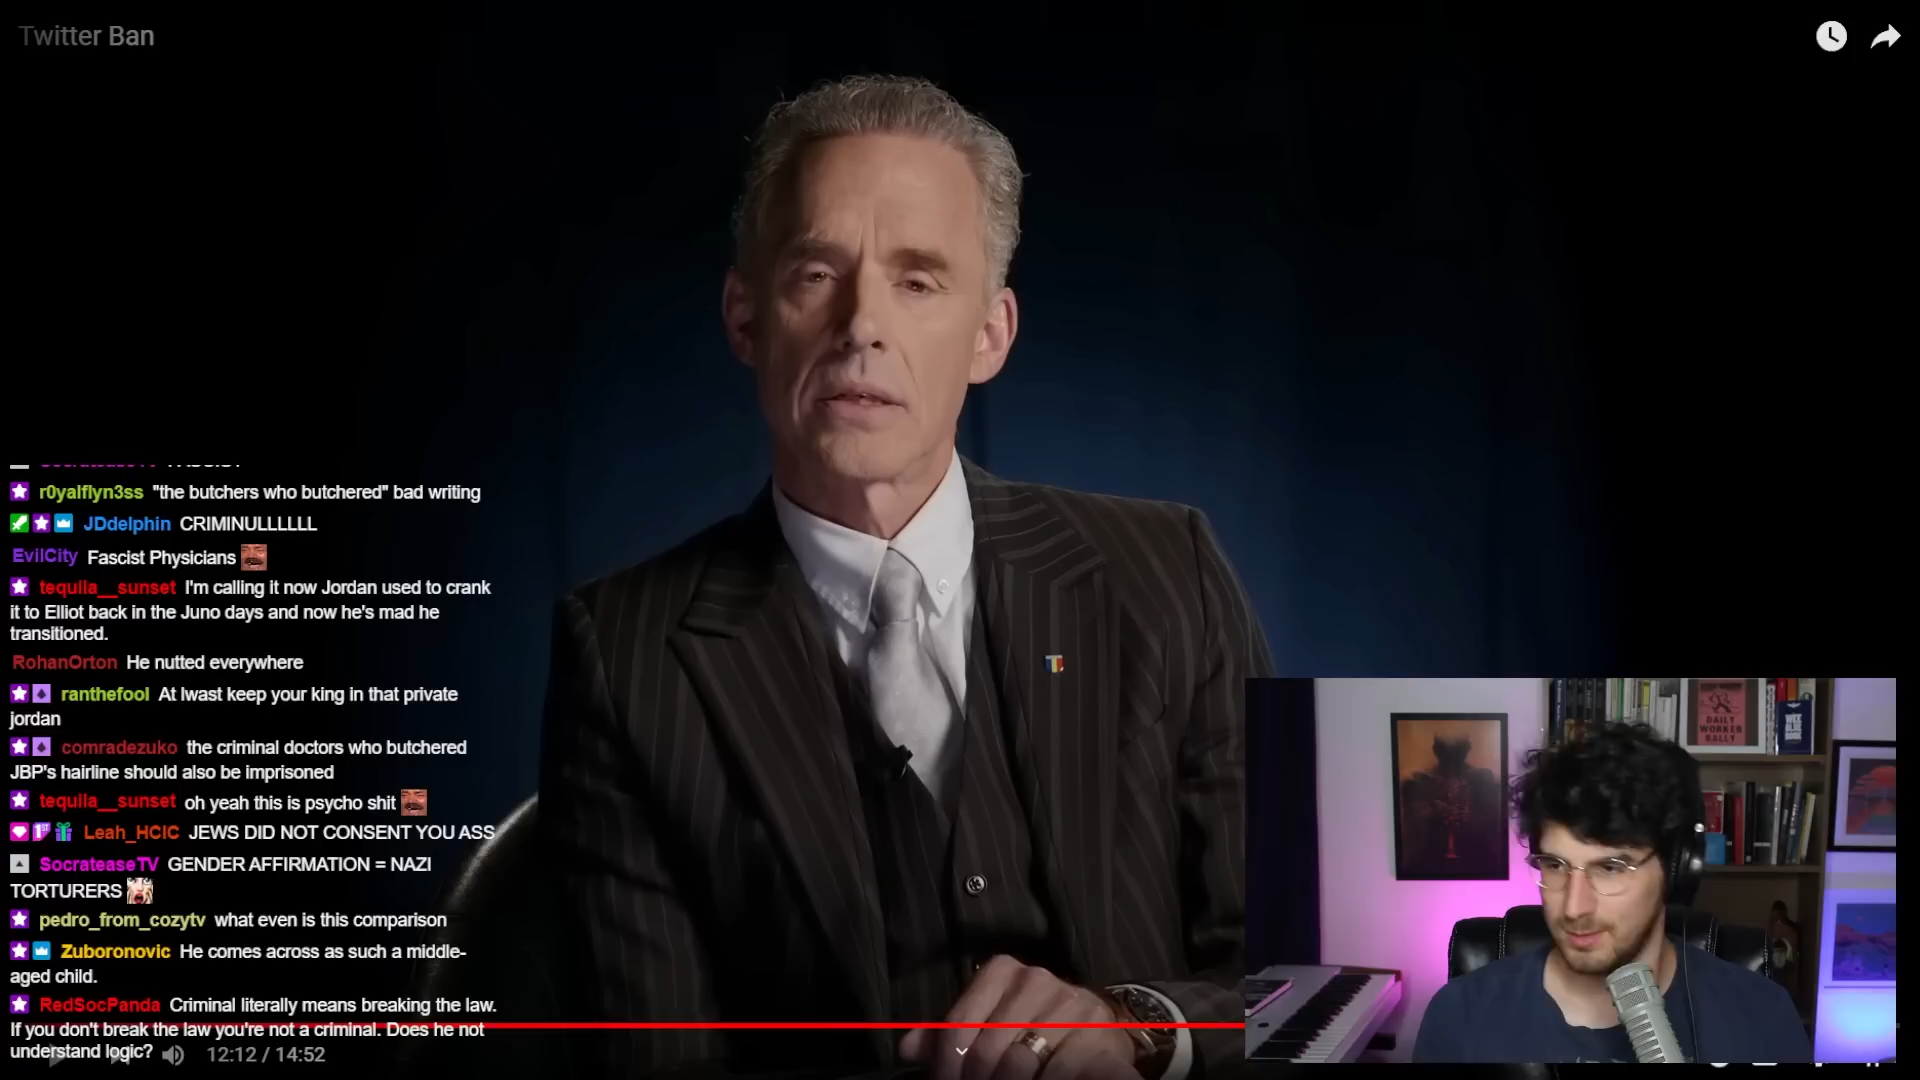 Twitter Ban
r0yalflyn3ss "the butchers who butchered" bad writing
JDdelphin CRIMINULLLLLL
EvilCity Fascist Physicians
tequila__sunset I'm calling it now Jordan used to crank
it to Elliot back in the Juno days and now he's mad he
transitioned.
RohanOrton He nutted everywhere
ranthefool At lwast keep your king in that private
jordan
comradezuko the criminal doctors who butchered
JBP's hairline should also be imprisoned
tequila__sunset oh yeah this is psycho shit
Leah_HCIC JEWS DID NOT CONSENT YOU ASS
SocrateaseTV GENDER AFFIRMATION = NAZI
TORTURERS
pedro_from_cozytv what even is this comparison
Zuboronovic He comes across as such a middle-
aged child.
RedSocPanda Criminal literally means breaking the law.
If you don't break the law you're not a criminal. Does he not
understand logic?
12:12 / 14:52
DAILY
WORKER
RALLY